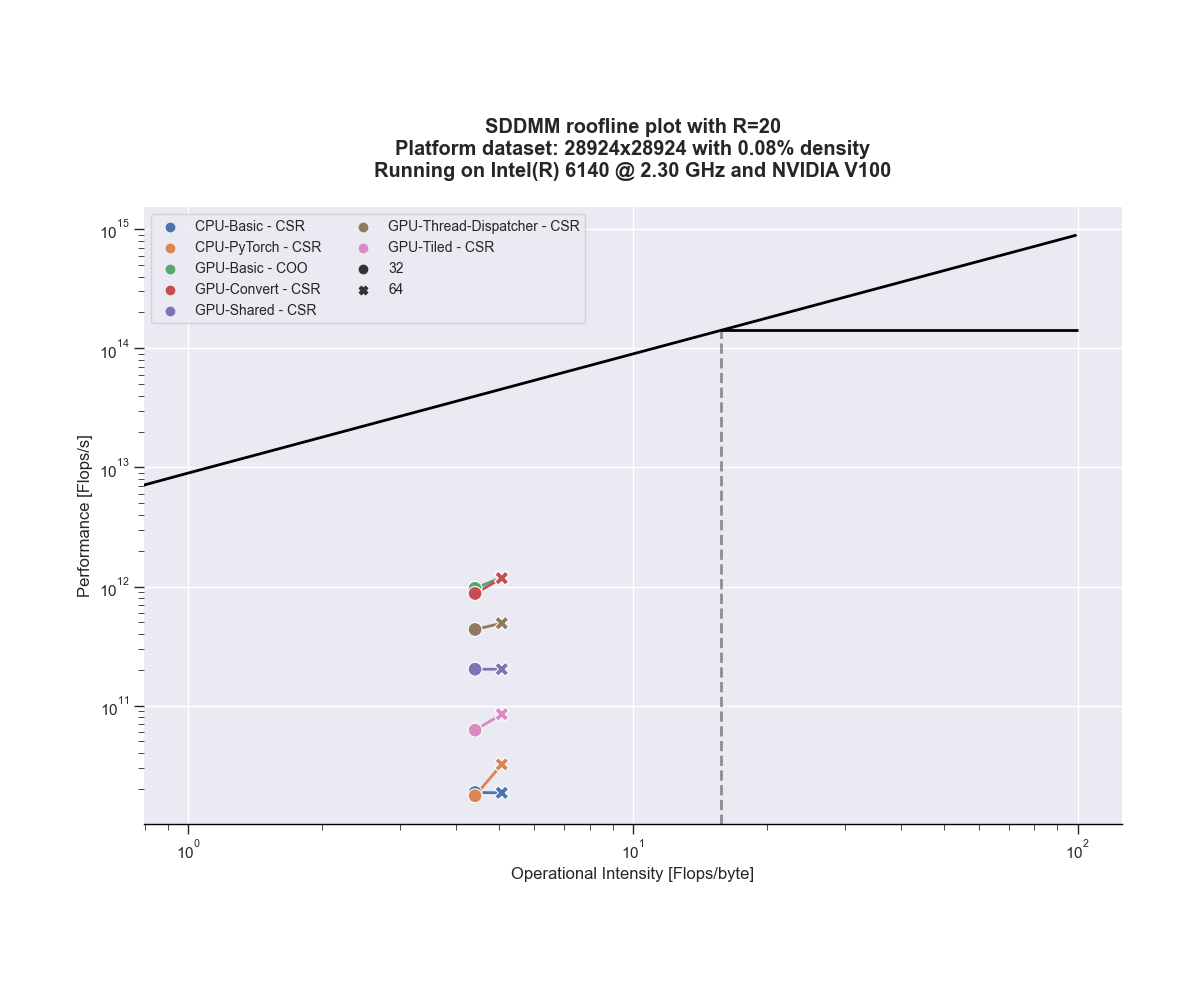 SDDMM roofline plot with R=20
Platform dataset: 28924x28924 with 0.08% density
Running on Intel(R) 6140 @ 2.30 GHz and NVIDIA V100
CPU-Basic - CSR
CPU-PyTorch - CSR
GPU-Basic - COO
GPU-Convert - CSR
GPU-Shared - CSR
GPU-Thread-Dispatcher - CSR
GPU-Tiled - CSR
32
64
Performance [Flops/s]
10^15
10^14
10^13
10^12
10^11
10^0
10^1
10^2
Operational Intensity [Flops/byte]